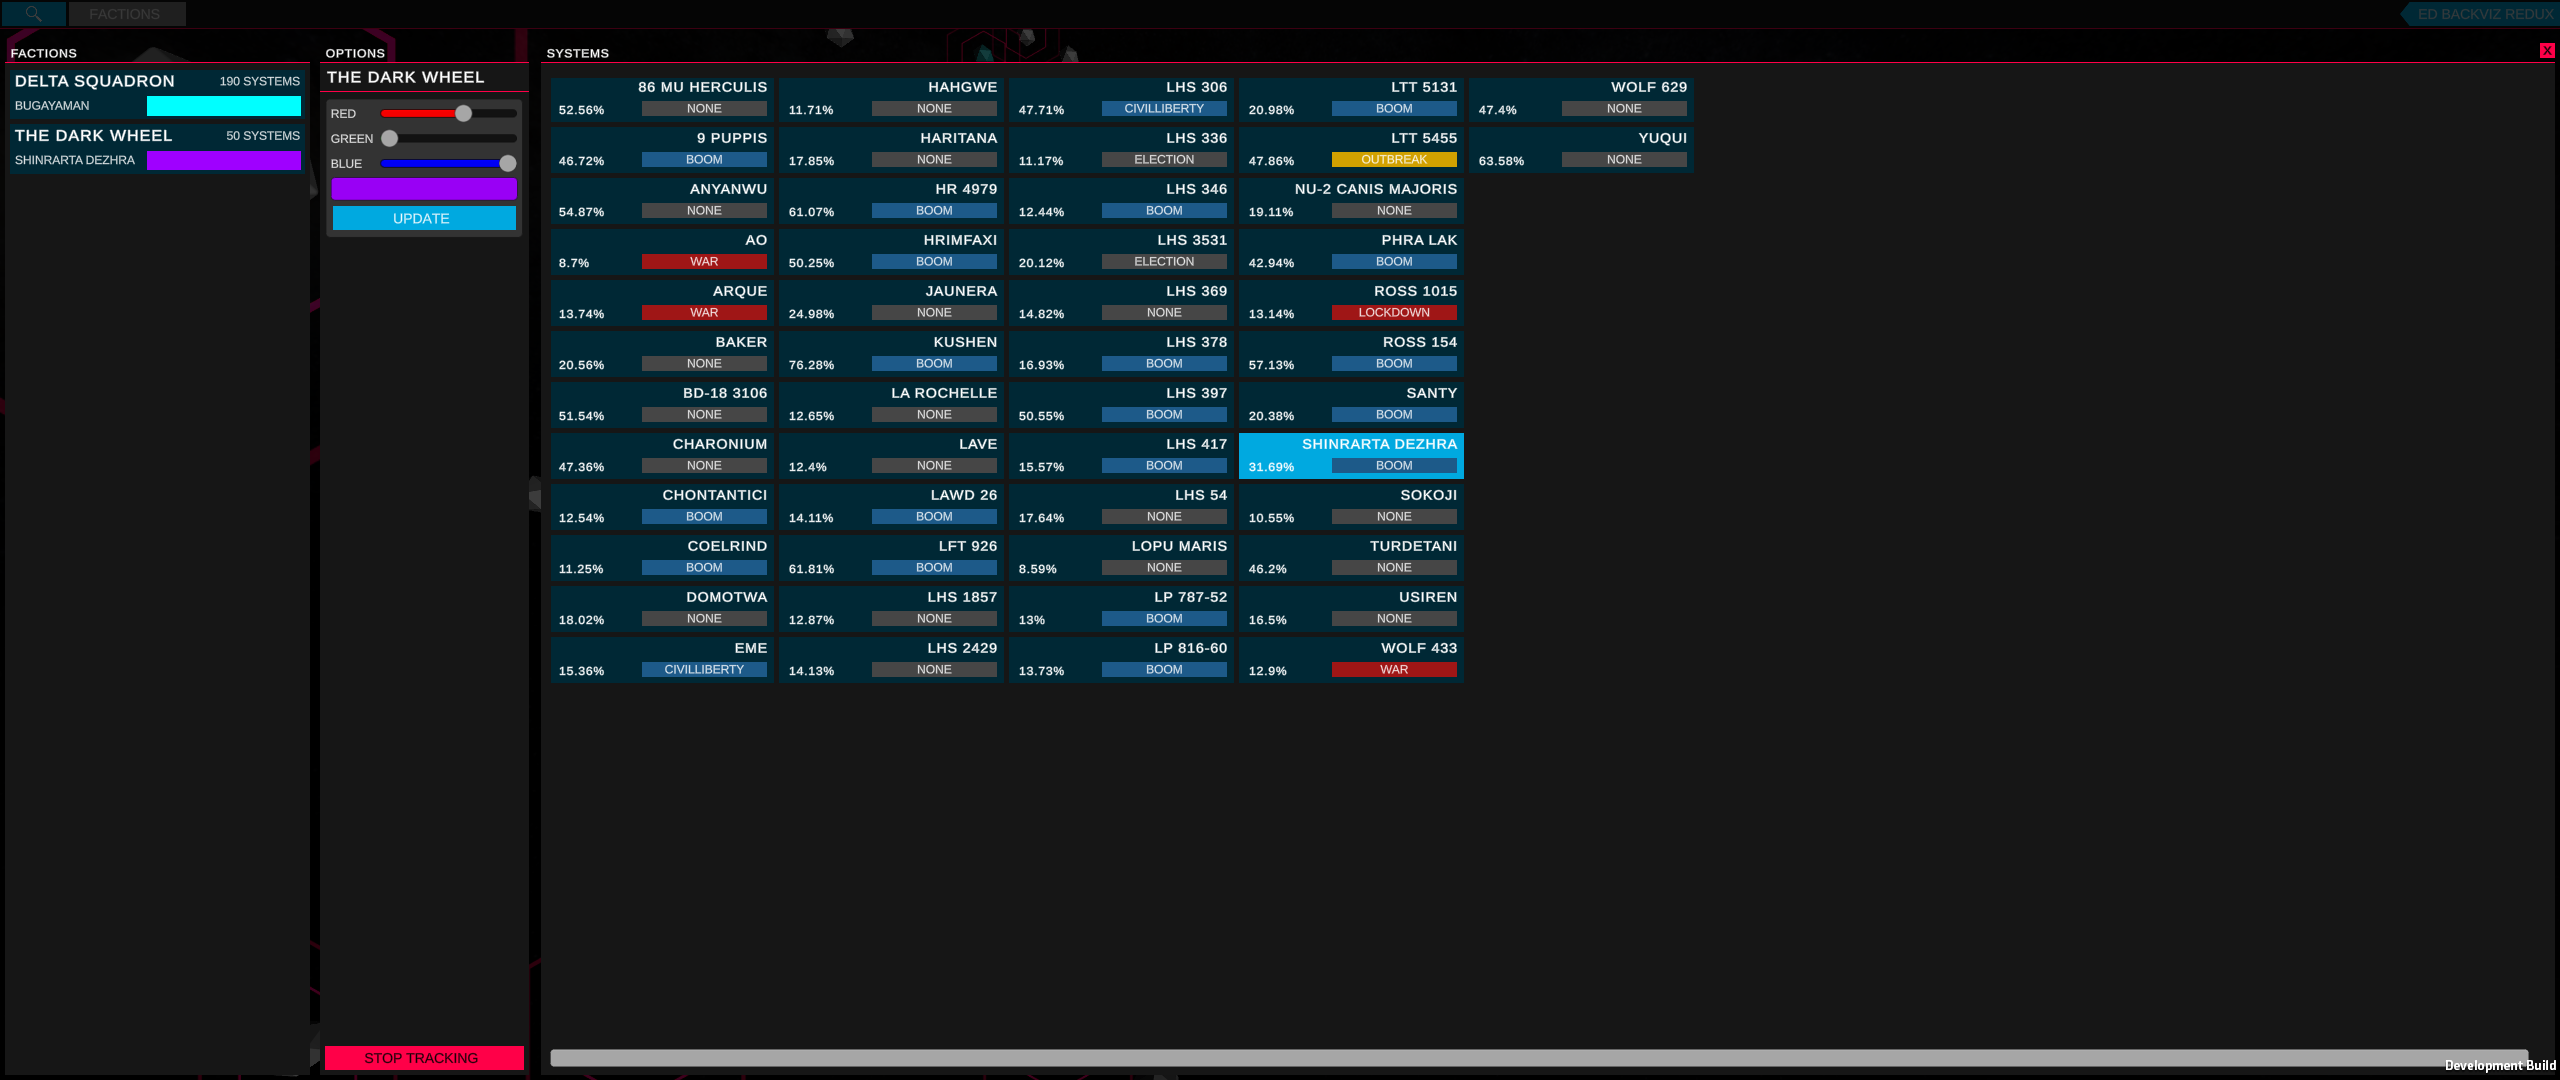 FACTIONS
ED BACKVIZ REDUX
FACTIONS
DELTA SQUADRON 190 SYSTEMS
BUGAYAMAN
THE DARK WHEEL 50 SYSTEMS
SHINRARTA DEZHRA
OPTIONS
THE DARK WHEEL
RED
GREEN
BLUE
UPDATE
STOP TRACKING
SYSTEMS
X
86 MU HERCULIS
52.56% NONE
9 PUPPIS
46.72% BOOM
ANYANWU
54.87% NONE
AO
8.7% WAR
ARQUE
13.74% WAR
BAKER
20.56% NONE
BD-18 3106
51.54% NONE
CHARONIUM
47.36% NONE
CHONTANTICI
12.54% BOOM
COELRIND
11.25% BOOM
DOMOTWA
18.02% NONE
EME
15.36% CIVILLIBERTY
HAHGWE
11.71% NONE
HARITANA
17.85% NONE
HR 4979
61.07% BOOM
HRIMFAXI
50.25% BOOM
JAUNERA
24.98% NONE
KUSHEN
76.28% BOOM
LA ROCHELLE
12.65% NONE
LAVE
12.4% NONE
LAWD 26
14.11% BOOM
LFT 926
61.81% BOOM
LHS 1857
12.87% NONE
LHS 2429
14.13% NONE
LHS 306
47.71% CIVILLIBERTY
LHS 336
11.17% ELECTION
LHS 346
12.44% BOOM
LHS 3531
20.12% ELECTION
LHS 369
14.82% NONE
LHS 378
16.93% BOOM
LHS 397
50.55% BOOM
LHS 417
15.57% BOOM
LHS 54
17.64% NONE
LOPU MARIS
8.59% NONE
LP 787-52
13% BOOM
LP 816-60
13.73% BOOM
LTT 5131
20.98% BOOM
LTT 5455
47.86% OUTBREAK
NU-2 CANIS MAJORIS
19.11% NONE
PHRA LAK
42.94% BOOM
ROSS 1015
13.14% LOCKDOWN
ROSS 154
57.13% BOOM
SANTY
20.38% BOOM
SHINRARTA DEZHRA
31.69% BOOM
SOKOJI
10.55% NONE
TURDETANI
46.2% NONE
USIREN
16.5% NONE
WOLF 433
12.9% WAR
WOLF 629
47.4% NONE
YUQUI
63.58% NONE
Development Build